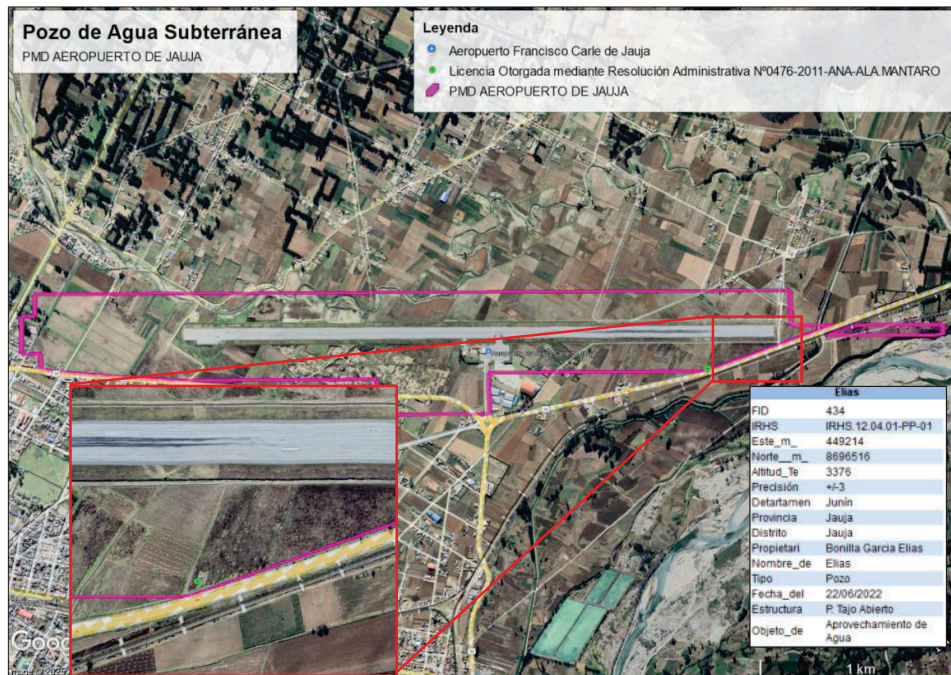 Pozo de Agua Subterránea
PMD AEROPUERTO DE JAUJA
Leyenda
Aeropuerto Francisco Carle de Jauja
Licencia Otorgada mediante Resolución Administrativa Nº0476-2011-ANA-ALA.MANTARO
PMD AEROPUERTO DE JAUJA
Elias
FID 434
IRHS IRHS.12.04.01-PP-01
Este_m_ 449214
Norte__m_ 8696516
Altitud_Te 3376
Precisión +/-3
Detartamen Junín
Provincia Jauja
Distrito Jauja
Propietari Bonilla Garcia Elias
Nombre_de Elias
Tipo Pozo
Fecha_del 22/06/2022
Estructura P. Tajo Abierto
Objeto_de Aprovechamiento de
Agua
1 km